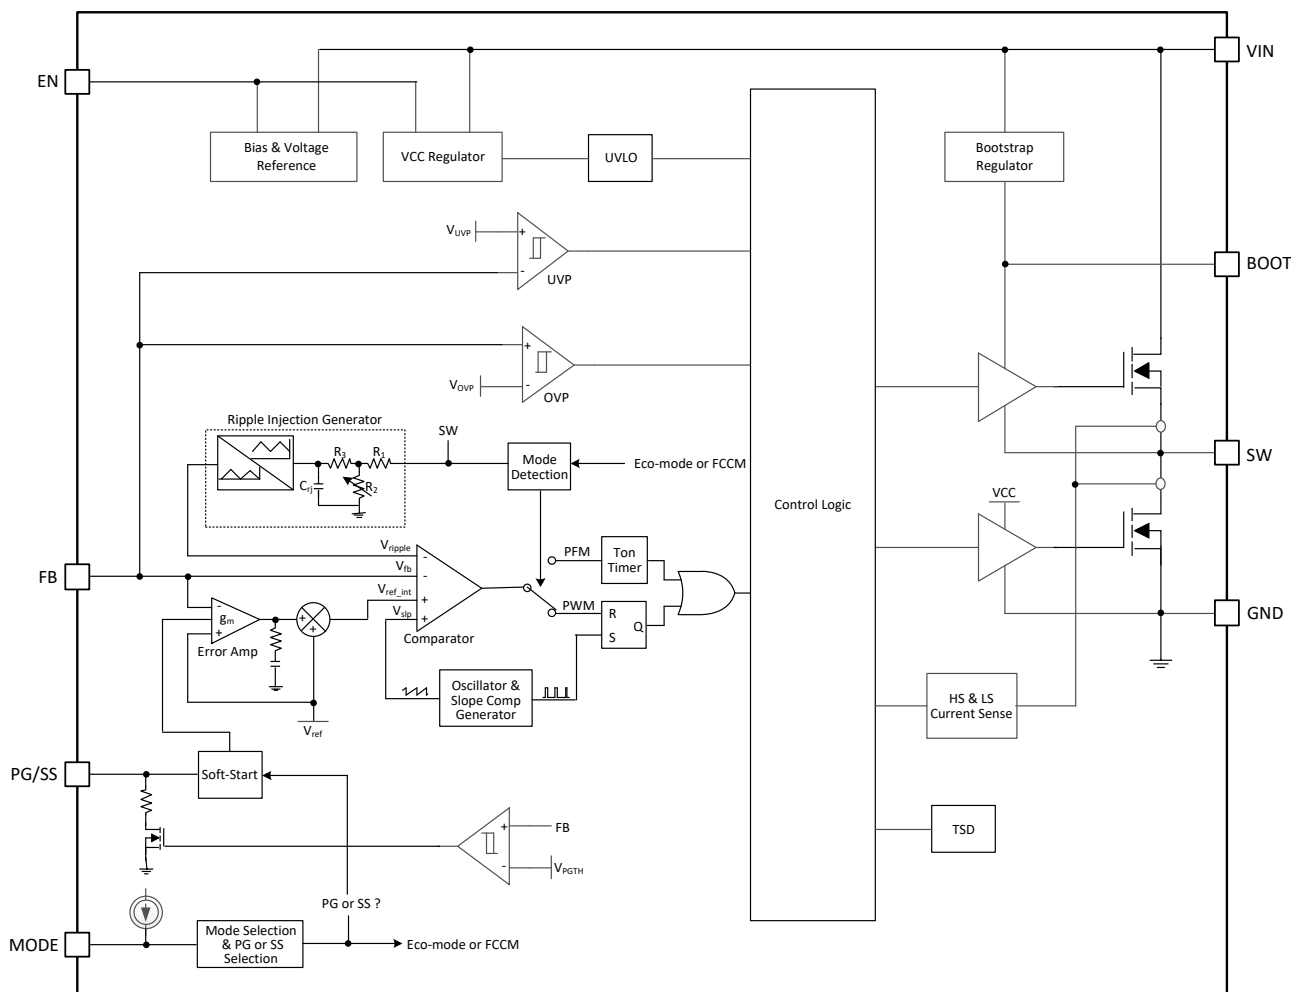 VIN
EN
Bias & Voltage
Reference
VCC Regulator
UVLO
Bootstrap
Regulator
VUVP
+
-
UVP
BOOT
+
VOVP
-
OVP
Ripple Injection Generator
SW
R3
R1
Crj
R2
Mode
Detection
Eco-mode or FCCM
SW
Control Logic
VCC
Vripple
-
PFM
Ton
Timer
FB
Vfb
-
Vref_int
+
Vslp
+
Comparator
PWM
R
S
Q
GND
-
gm
+
Error Amp
+
+
Oscillator &
Slope Comp
Generator
Vref
HS & LS
Current Sense
PG/SS
Soft-Start
+
FB
-
VPGTH
TSD
PG or SS ?
MODE
Mode Selection
& PG or SS
Selection
Eco-mode or FCCM